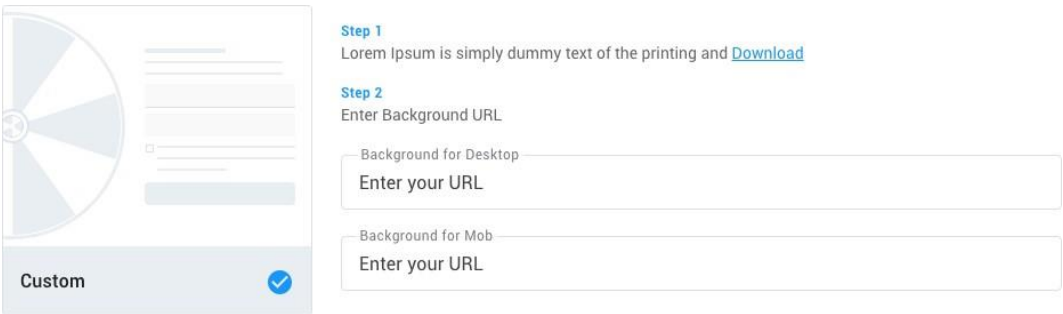 Step 1
Lorem Ipsum is simply dummy text of the printing and Download
Step 2
Enter Background URL
Background for Desktop
Enter your URL
Background for Mob
Enter your URL
Custom